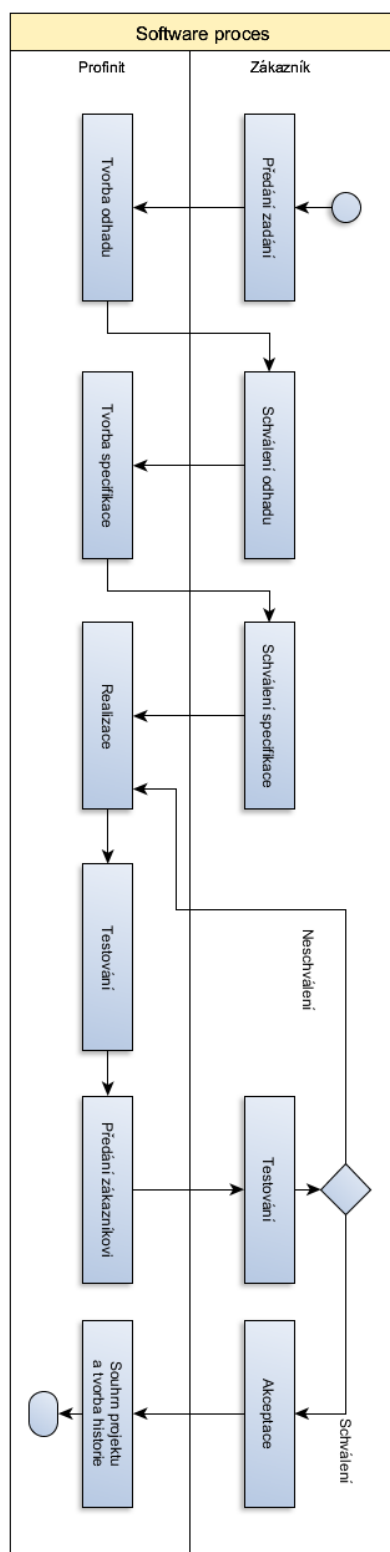 Software proces
Profinit
Zákazník
Předání zadání
Tvorba odhadu
Schválení odhadu
Tvorba specifikace
Schválení specifikace
Realizace
Testování
Předání zákazníkovi
Testování
Neschválení
Schválení
Akceptace
Souhrn projektu
a tvorba historie